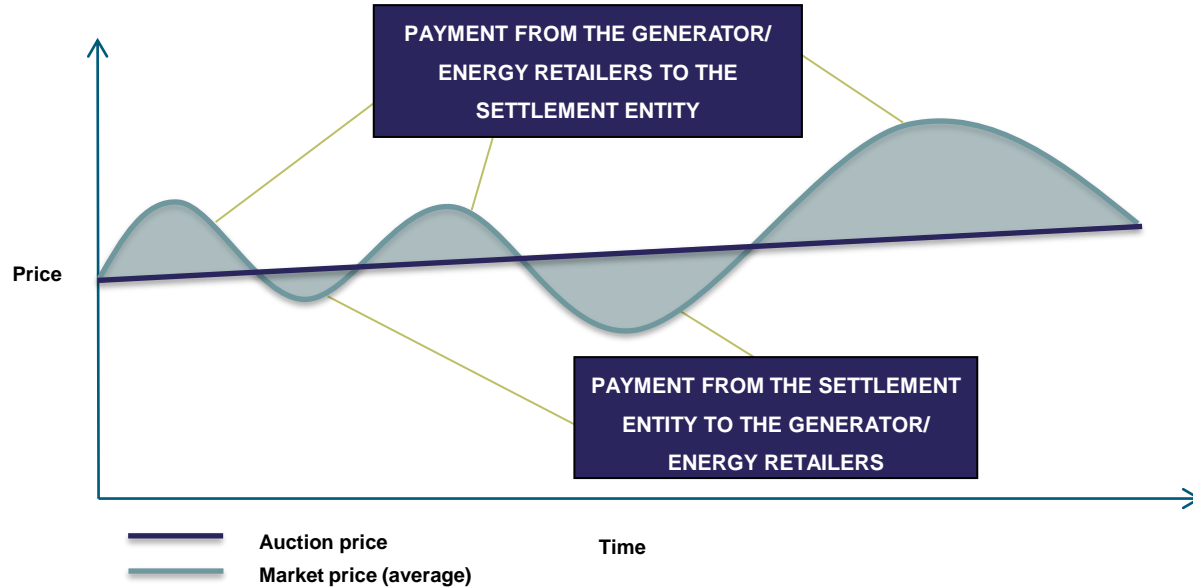 PAYMENT FROM THE GENERATOR/
ENERGY RETAILERS TO THE
SETTLEMENT ENTITY
Price
PAYMENT FROM THE SETTLEMENT
ENTITY TO THE GENERATOR/
ENERGY RETAILERS
Auction price
Time
Market price (average)